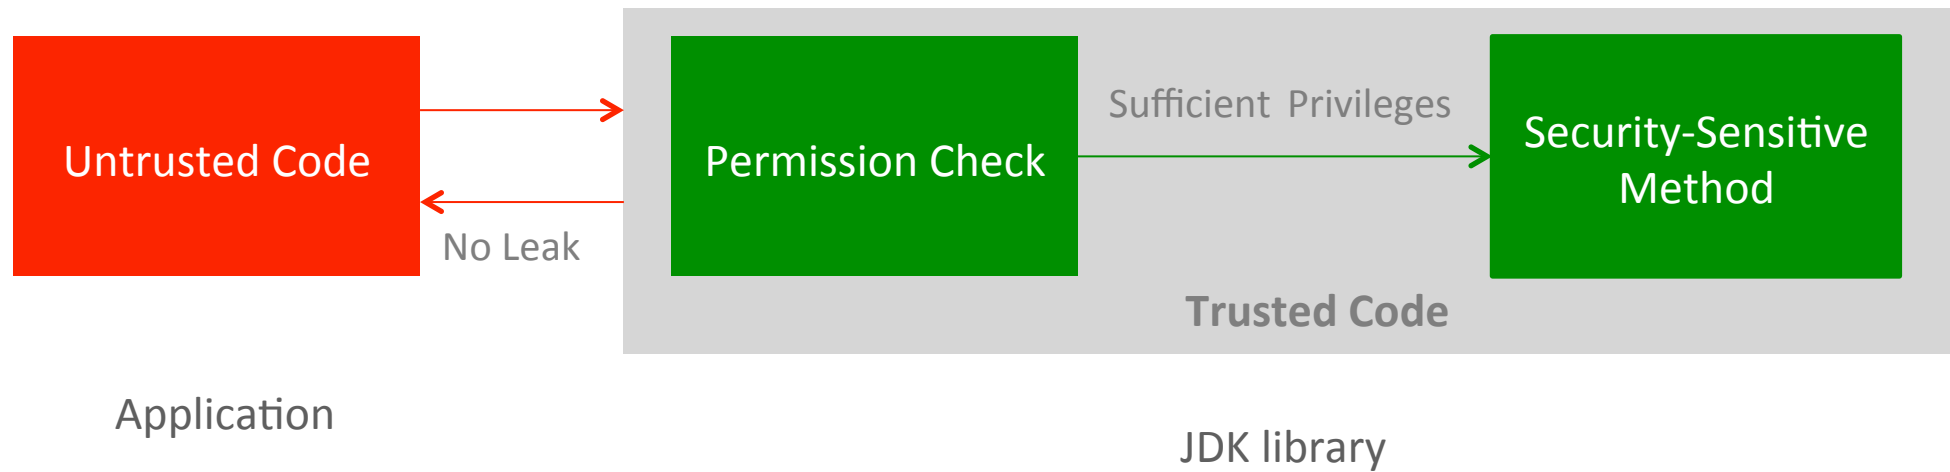 Untrusted Code
No Leak
Permission Check
Sufficient Privileges
Security-Sensitive
Method
Trusted Code
Application
JDK library